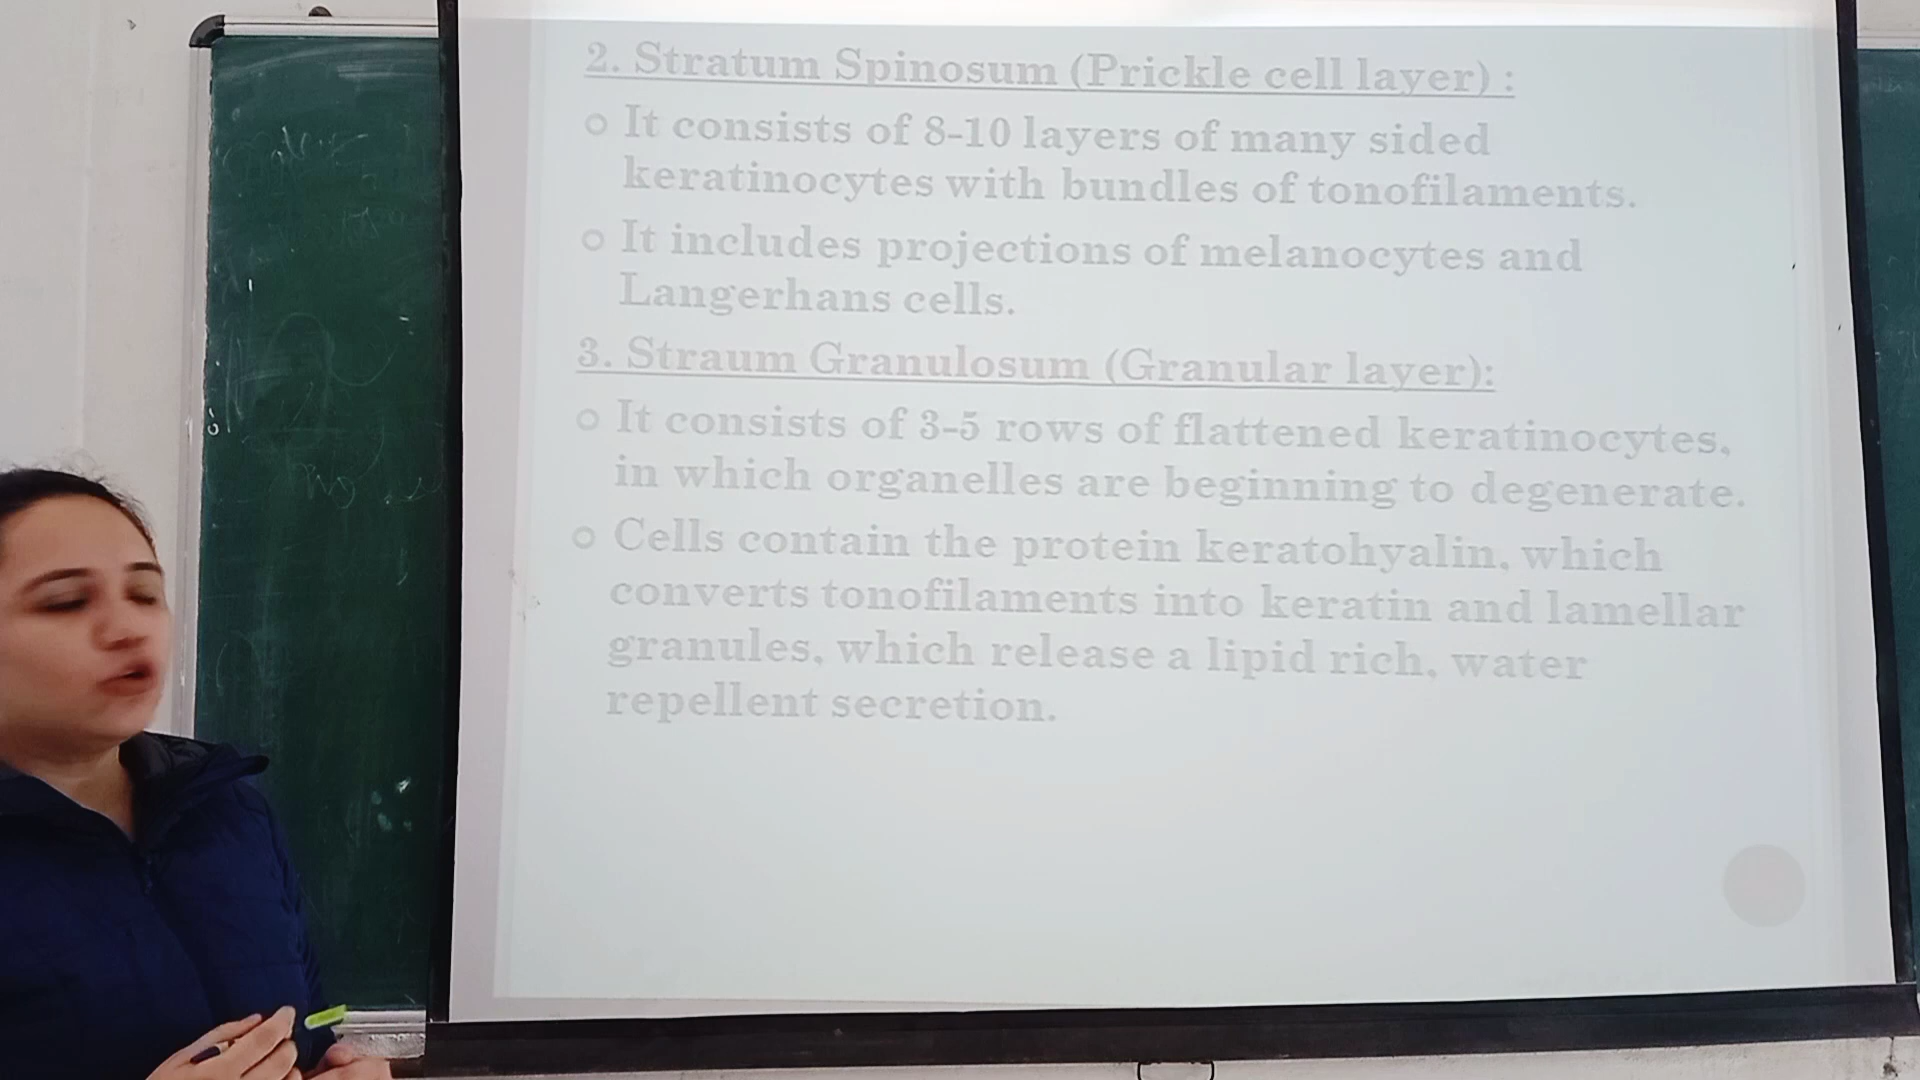 2. Stratum Spinosum (Prickle cell layer) :
It consists of 8-10 layers of many sided
keratinocytes with bundles of tonofilaments.
It includes projections of melanocytes and
Langerhans cells.
3. Straum Granulosum (Granular layer):
It consists of 3-5 rows of flattened keratinocytes,
in which organelles are beginning to degenerate.
Cells contain the protein keratohyalin, which
converts tonofilaments into keratin and lamellar
granules, which release a lipid rich, water
repellent secretion.